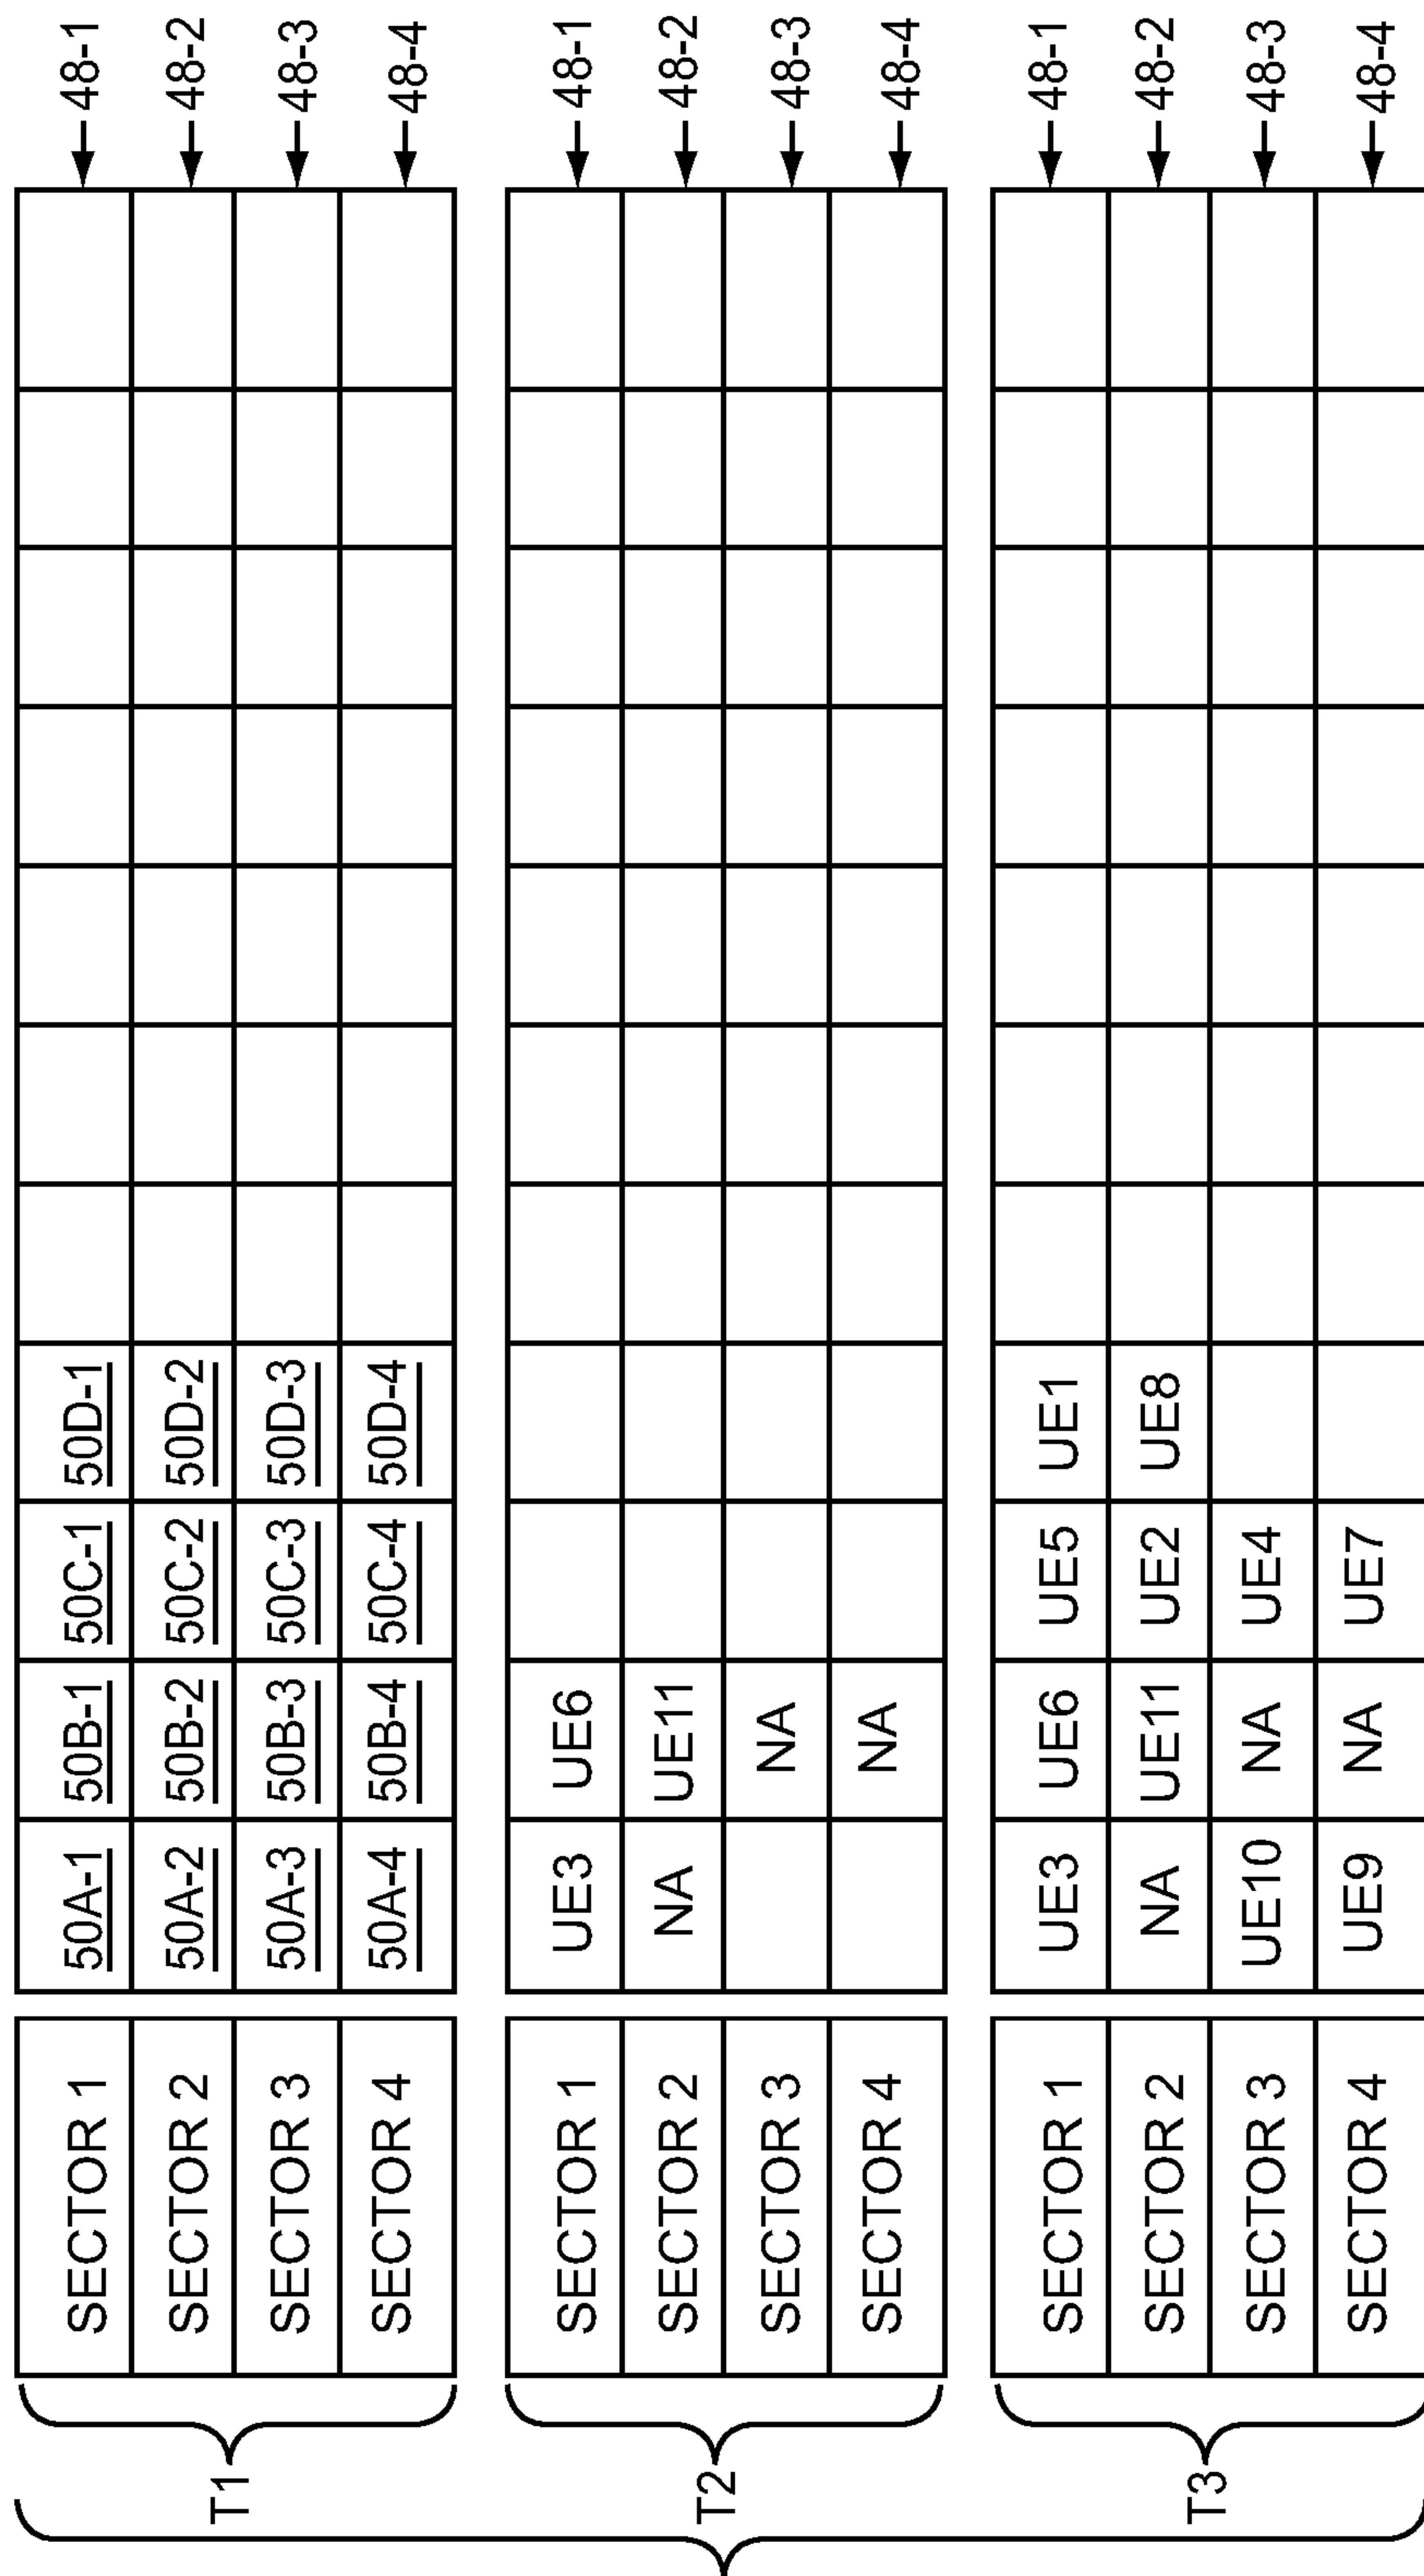 T1
SECTOR 1 50A-1 50B-1 50C-1 50D-1 48-1
SECTOR 2 50A-2 50B-2 50C-2 50D-2 48-2
SECTOR 3 50A-3 50B-3 50C-3 50D-3 48-3
SECTOR 4 50A-4 50B-4 50C-4 50D-4 48-4
T2
SECTOR 1 UE3 UE6 48-1
SECTOR 2 NA UE11 48-2
SECTOR 3 NA 48-3
SECTOR 4 NA 48-4
T3
SECTOR 1 UE3 UE6 UE5 UE1 48-1
SECTOR 2 NA UE11 UE2 UE8 48-2
SECTOR 3 UE10 NA UE4 48-3
SECTOR 4 UE9 NA UE7 48-4